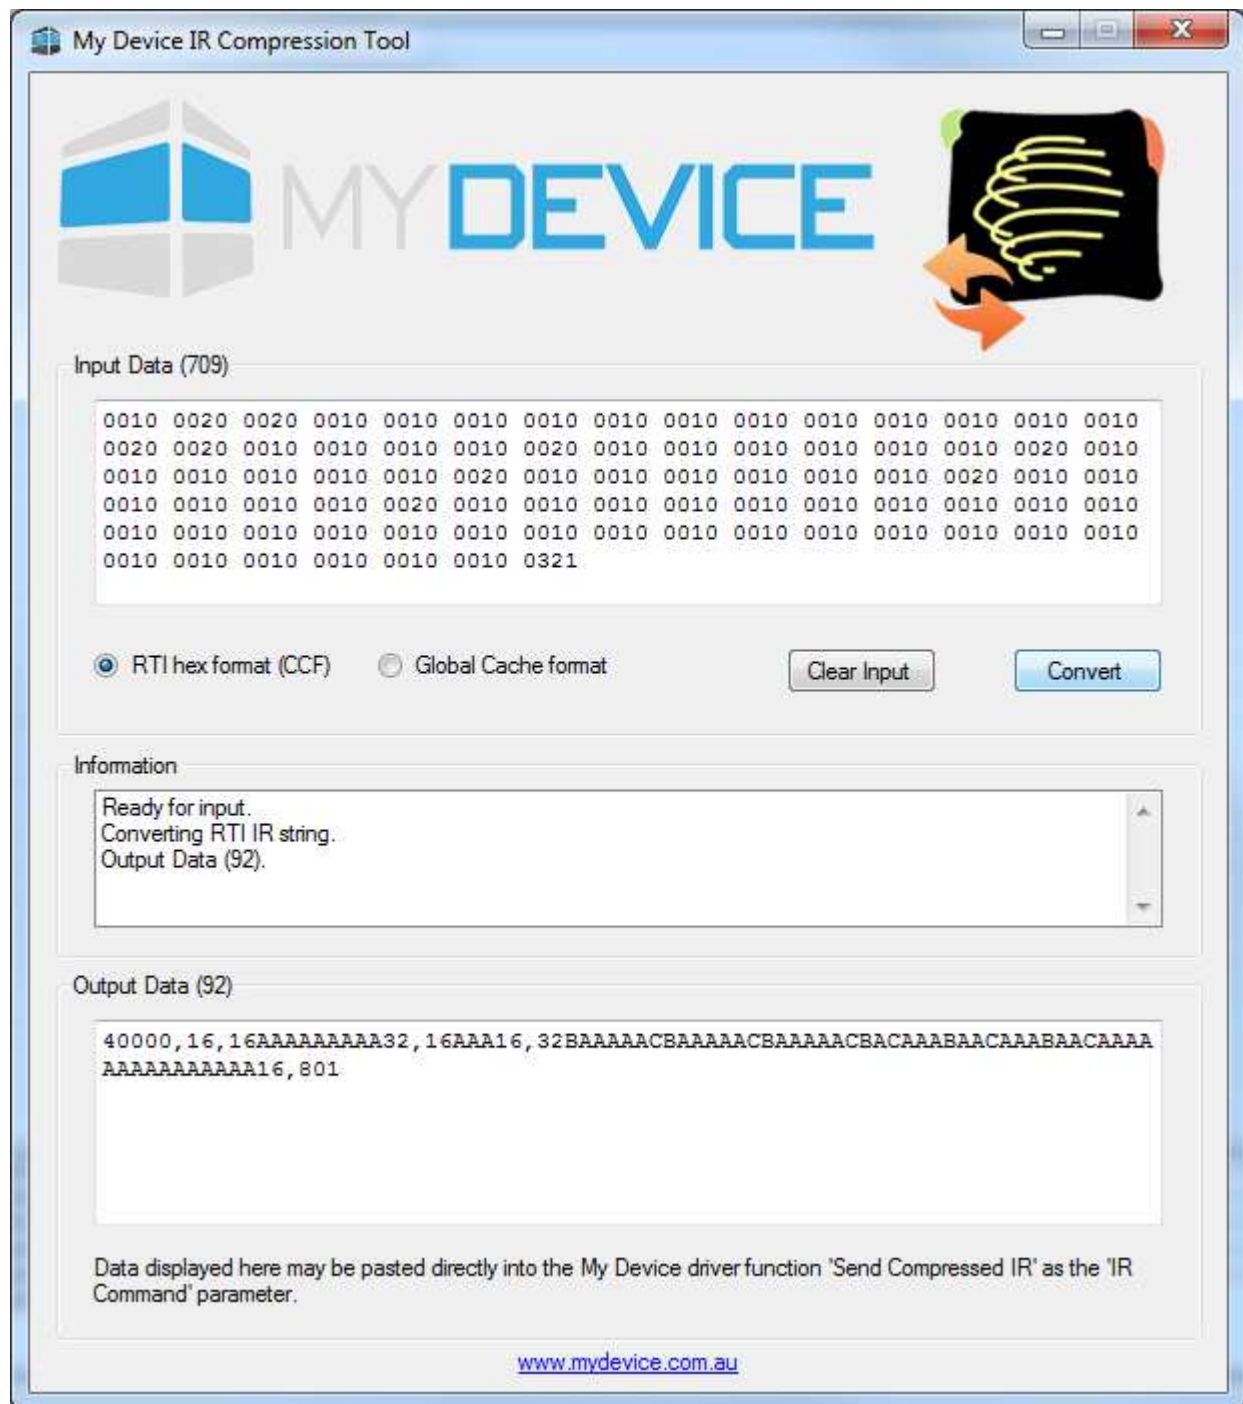 My Device IR Compression Tool
MYDEVICE
Input Data (709)
0010 0020 0020 0010 0010 0010 0010 0010 0010 0010 0010 0010 0010 0010 0010
0020 0020 0010 0010 0010 0010 0020 0010 0010 0010 0010 0010 0010 0020 0010
0010 0010 0010 0010 0010 0020 0010 0010 0010 0010 0010 0010 0020 0010 0010
0010 0010 0010 0010 0020 0010 0010 0010 0010 0010 0010 0010 0010 0010 0010
0010 0010 0010 0010 0010 0010 0010 0010 0010 0010 0010 0010 0010 0010 0010
0010 0010 0010 0010 0010 0010 0321
RTI hex format (CCF) Global Cache format Clear Input Convert
Information
Ready for input.
Converting RTI IR string.
Output Data (92).
Output Data (92)
40000,16,16AAAAAAAAA32,16AAA16,32BAAAAACBAAAAACBAAAAACBACAAABAACAAABAACAAAA
AAAAAAAAAAA16,801
Data displayed here may be pasted directly into the My Device driver function 'Send Compressed IR' as the 'IR
Command' parameter.
www.mydevice.com.au